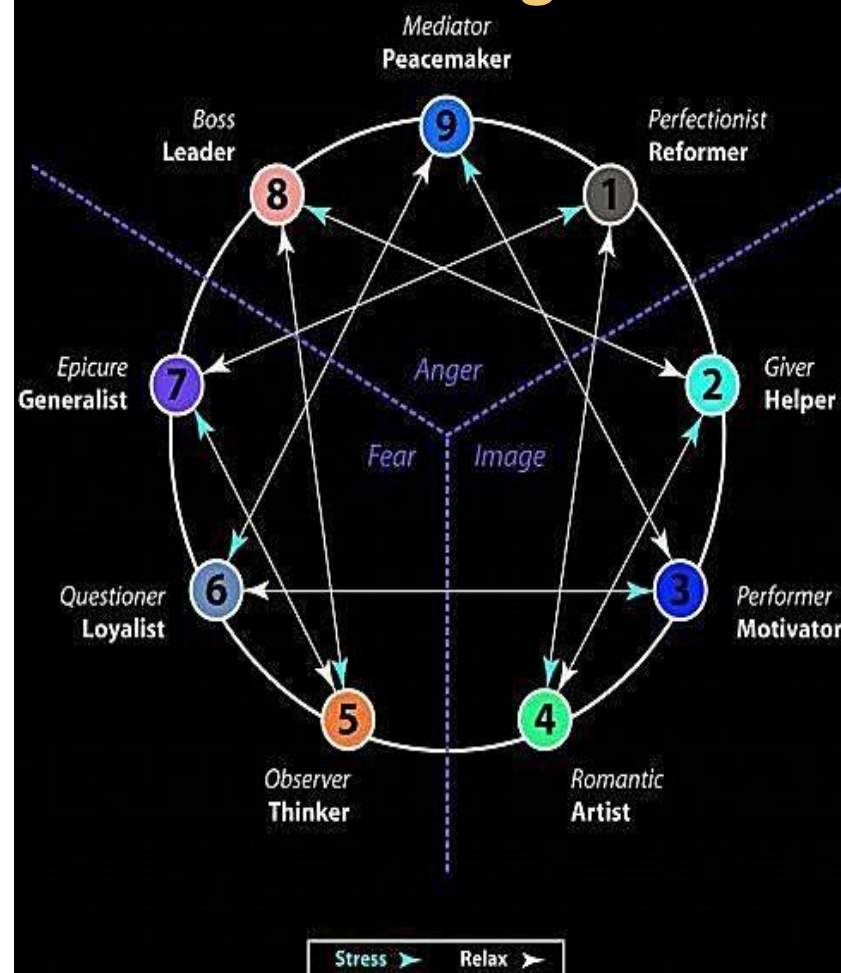 Mediator
Peacemaker
9
Boss
Leader
8
Perfectionist
Reformer
1
Epicure
Generalist
7
Anger
Giver
Helper
2
Fear
Image
Questioner
Loyalist
6
Performer
Motivator
3
5
4
Observer
Thinker
Romantic
Artist
Stress Relax